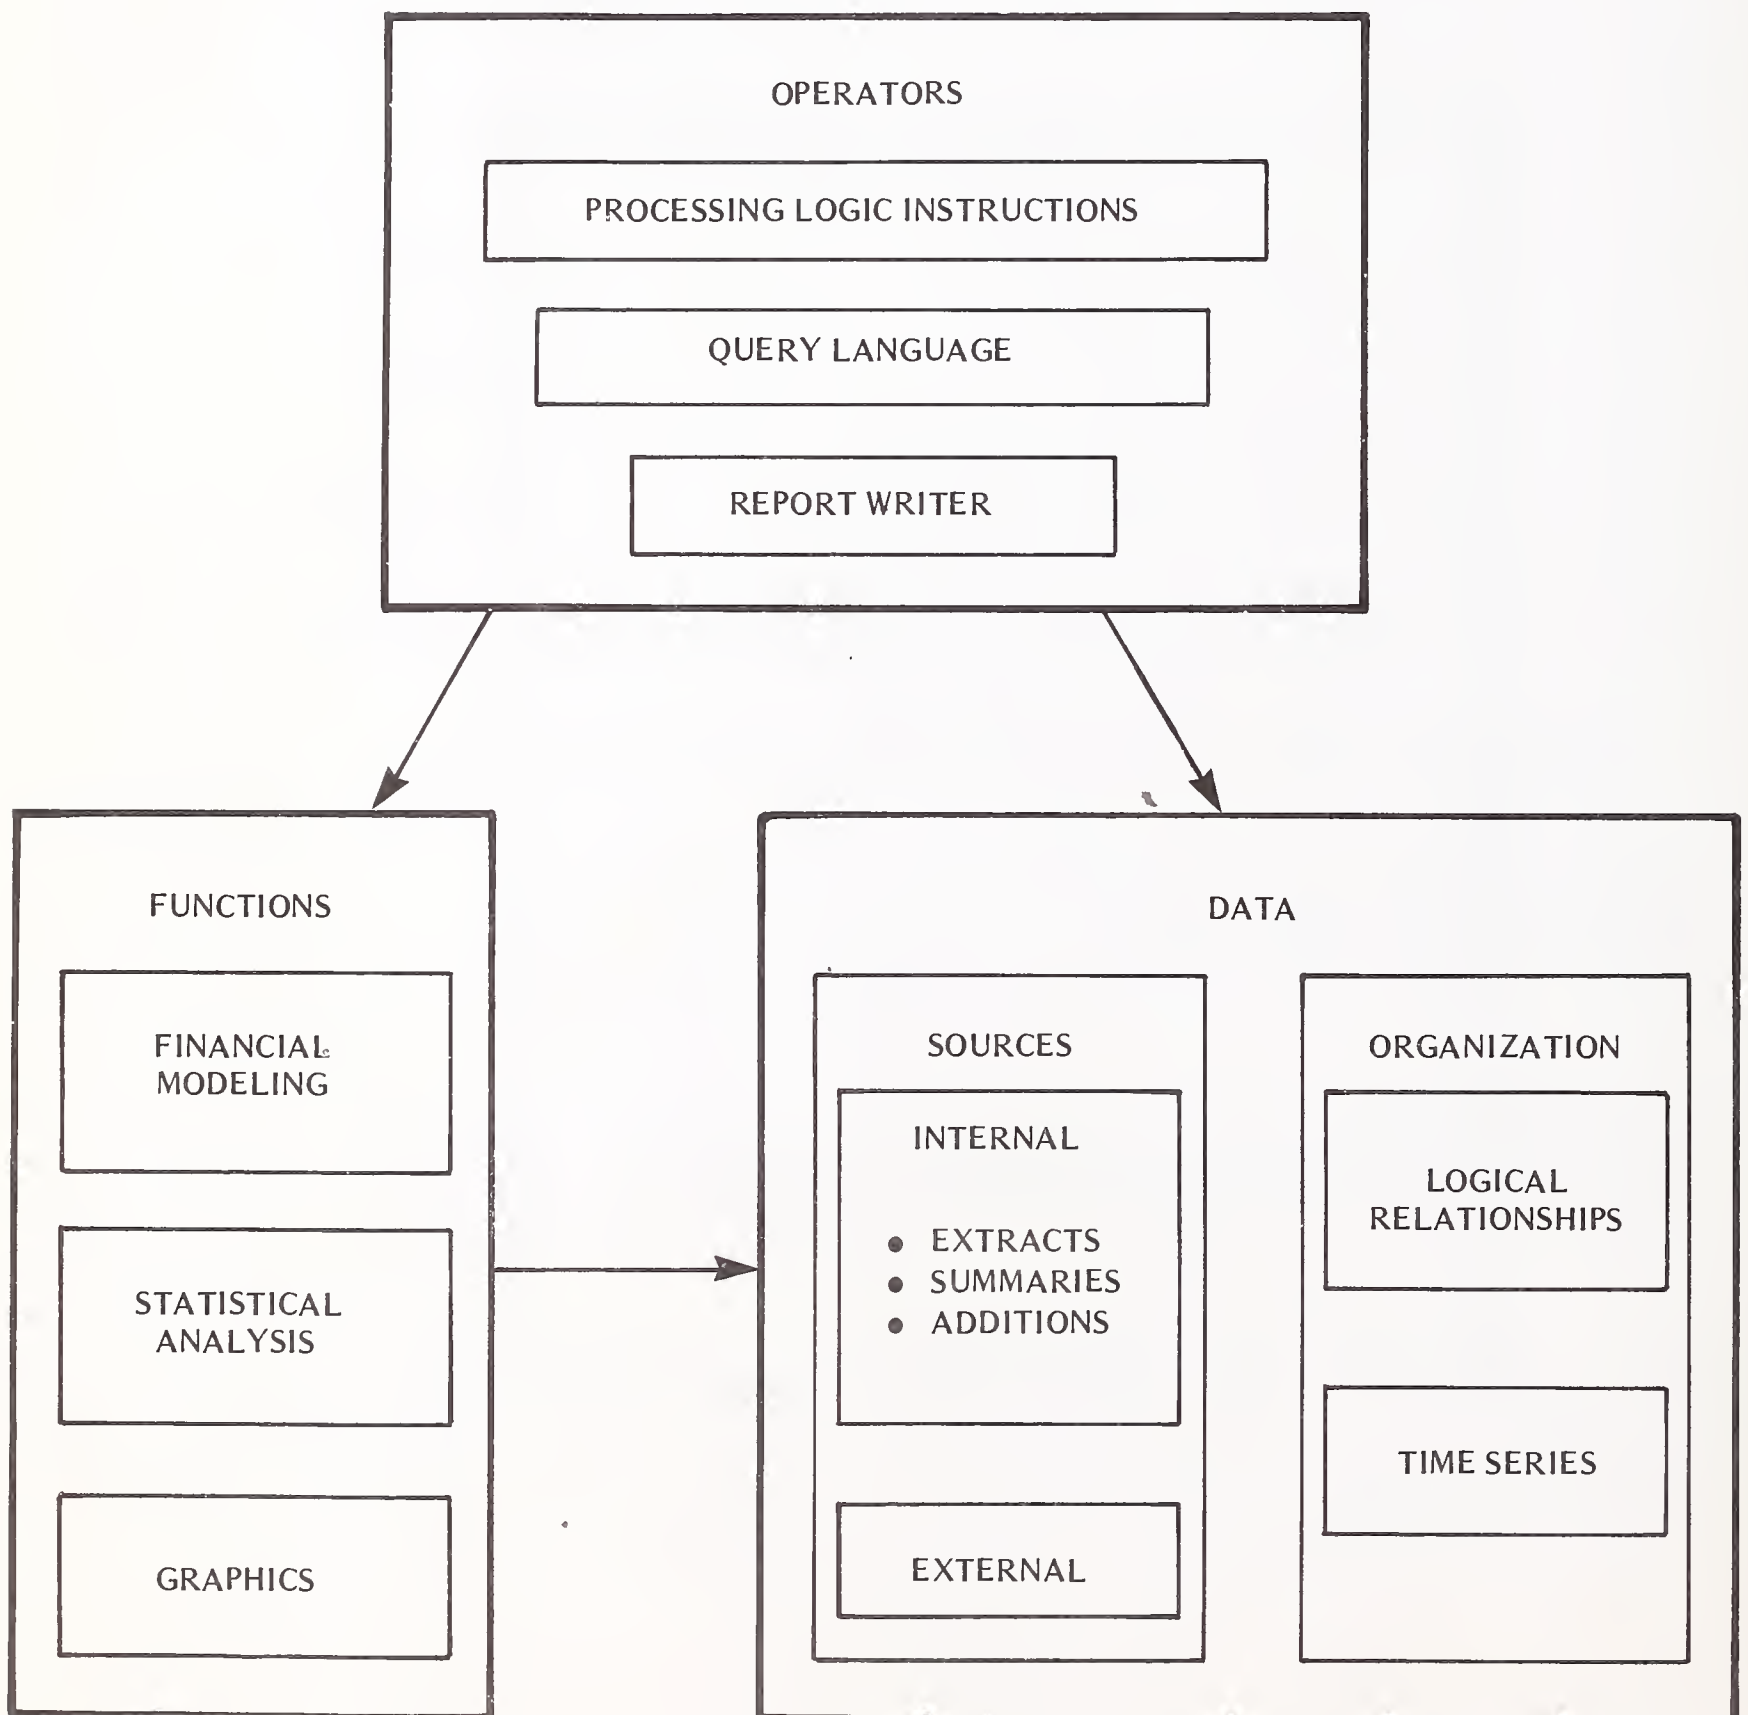 OPERATORS
PROCESSING LOGIC INSTRUCTIONS
QUERY LANGUAGE
REPORT WRITER
FUNCTIONS
FINANCIAL
MODELING
STATISTICAL
ANALYSIS
GRAPHICS
DATA
SOURCES
INTERNAL
● EXTRACTS
● SUMMARIES
● ADDITIONS
EXTERNAL
ORGANIZATION
LOGICAL
RELATIONSHIPS
TIME SERIES